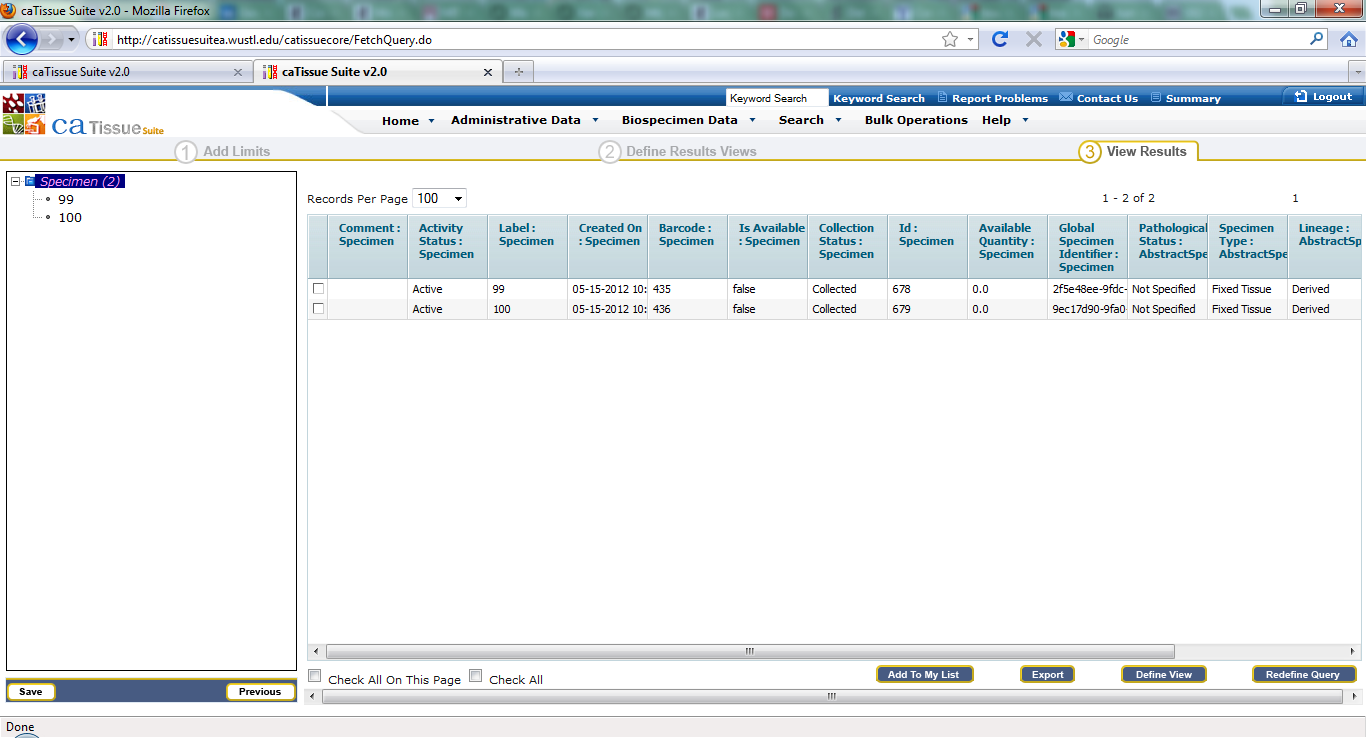 caTissue Suite v2.0 - Mozilla Firefox
http://catissuesuitea.wustl.edu/catissuecore/FetchQuery.do
Google
caTissue Suite v2.0
caTissue Suite v2.0
Keyword Search Keyword Search Report Problems Contact Us Summary Logout
ca Tissue Suite
Home Administrative Data Biospecimen Data Search Bulk Operations Help
1 Add Limits 2 Define Results Views 3 View Results
Specimen (2)
99
100
Records Per Page 100 1 - 2 of 2 1
Comment : Activity Label : Created On Barcode : Is Available Collection Id : Available Global Pathological Specimen Lineage :
Specimen Status : Specimen : Specimen Specimen : Specimen Status : Specimen Quantity : Specimen Status : Type : AbstractSp
Specimen Specimen Specimen Identifier : AbstractSpe AbstractSpe
Specimen
Active 99 05-15-2012 10: 435 false Collected 678 0.0 2f5e48ee-9fdc- Not Specified Fixed Tissue Derived
Active 100 05-15-2012 10: 436 false Collected 679 0.0 9ec17d90-9fa0 Not Specified Fixed Tissue Derived
Check All On This Page Check All Add To My List Export Define View Redefine Query
Save Previous
Done